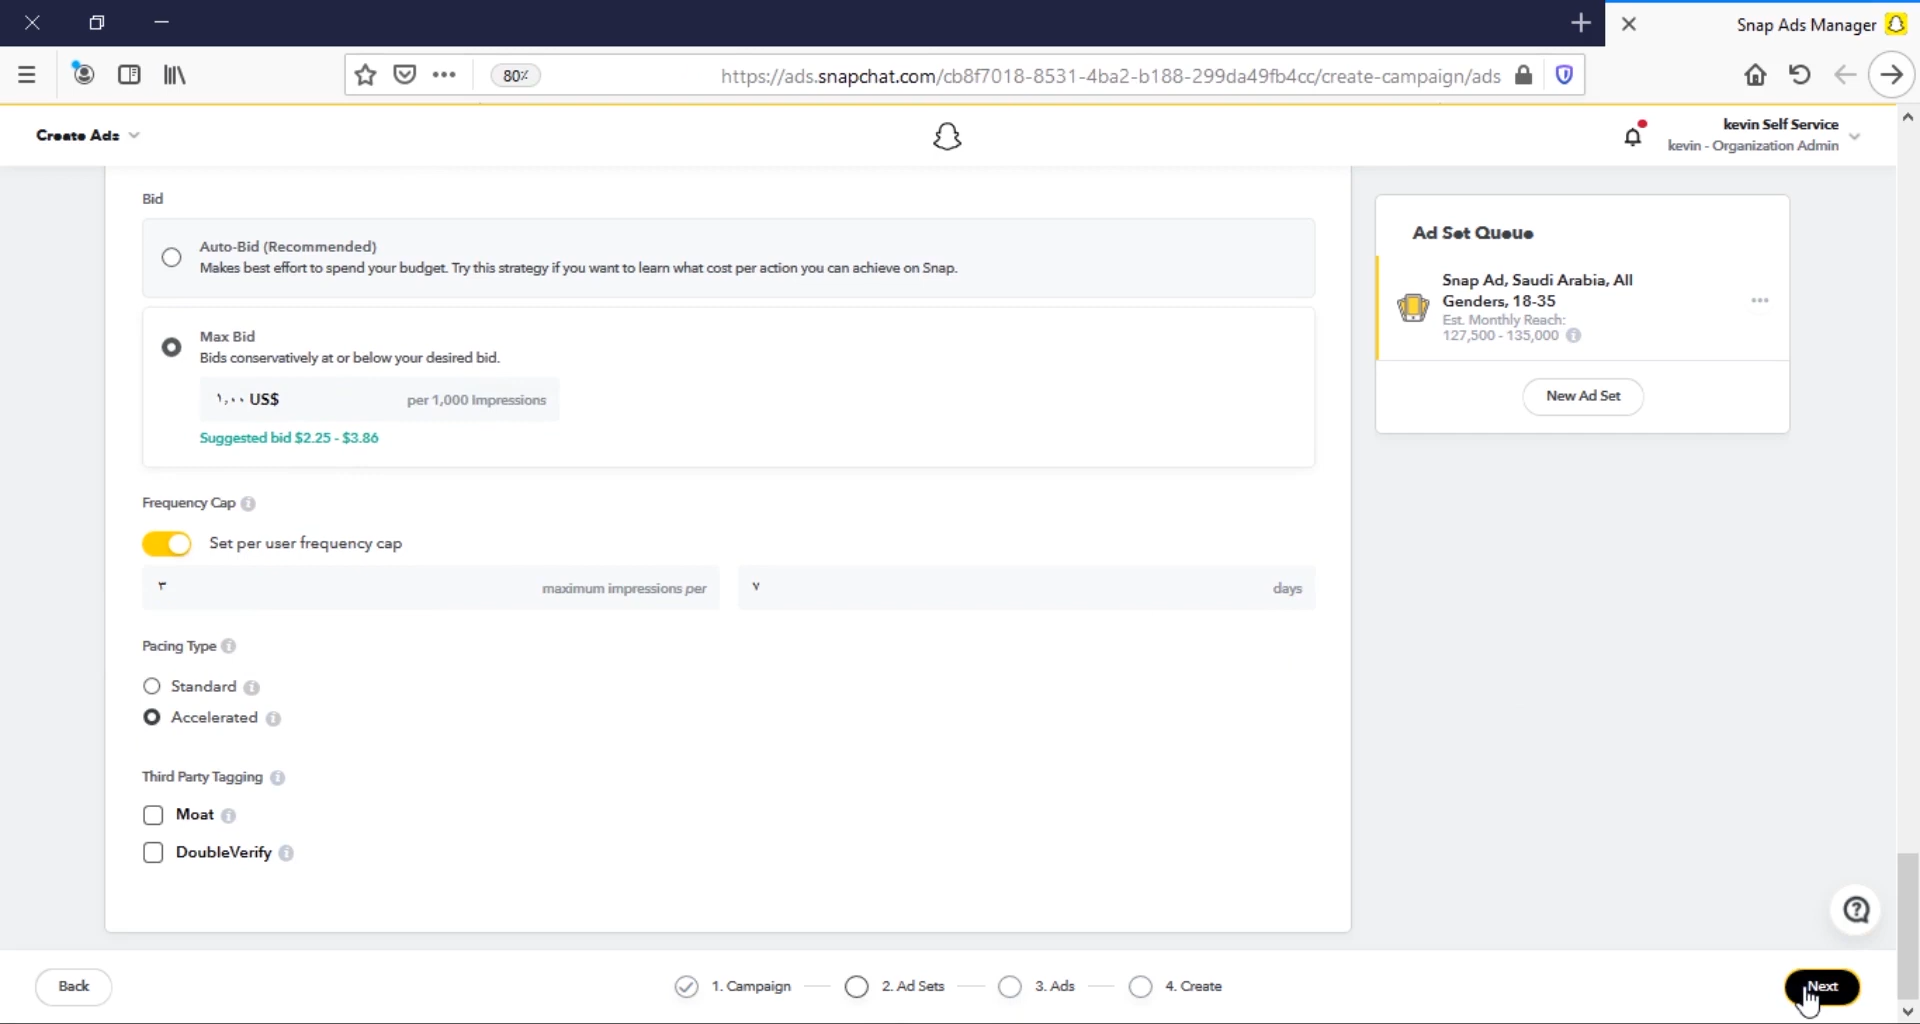 Snap Ads Manager
80٪
https://ads.snapchat.com/cb8f7018-8531-4ba2-b188-299da49fb4cc/create-campaign/ads
Create Ads
kevin Self Service
kevin - Organization Admin
Bid
Auto-Bid (Recommended)
Makes best effort to spend your budget. Try this strategy if you want to learn what cost per action you can achieve on Snap.
Max Bid
Bids conservatively at or below your desired bid.
١,٠٠ US$ per 1,000 Impressions
Suggested bid $2.25 - $3.86
Frequency Cap
Set per user frequency cap
٣ maximum impressions per
٧ days
Pacing Type
Standard
Accelerated
Third Party Tagging
Moat
DoubleVerify
Ad Set Queue
Snap Ad, Saudi Arabia, All
Genders, 18-35
Est. Monthly Reach:
127,500 - 135,000
New Ad Set
Back
1. Campaign
2. Ad Sets
3. Ads
4. Create
Next